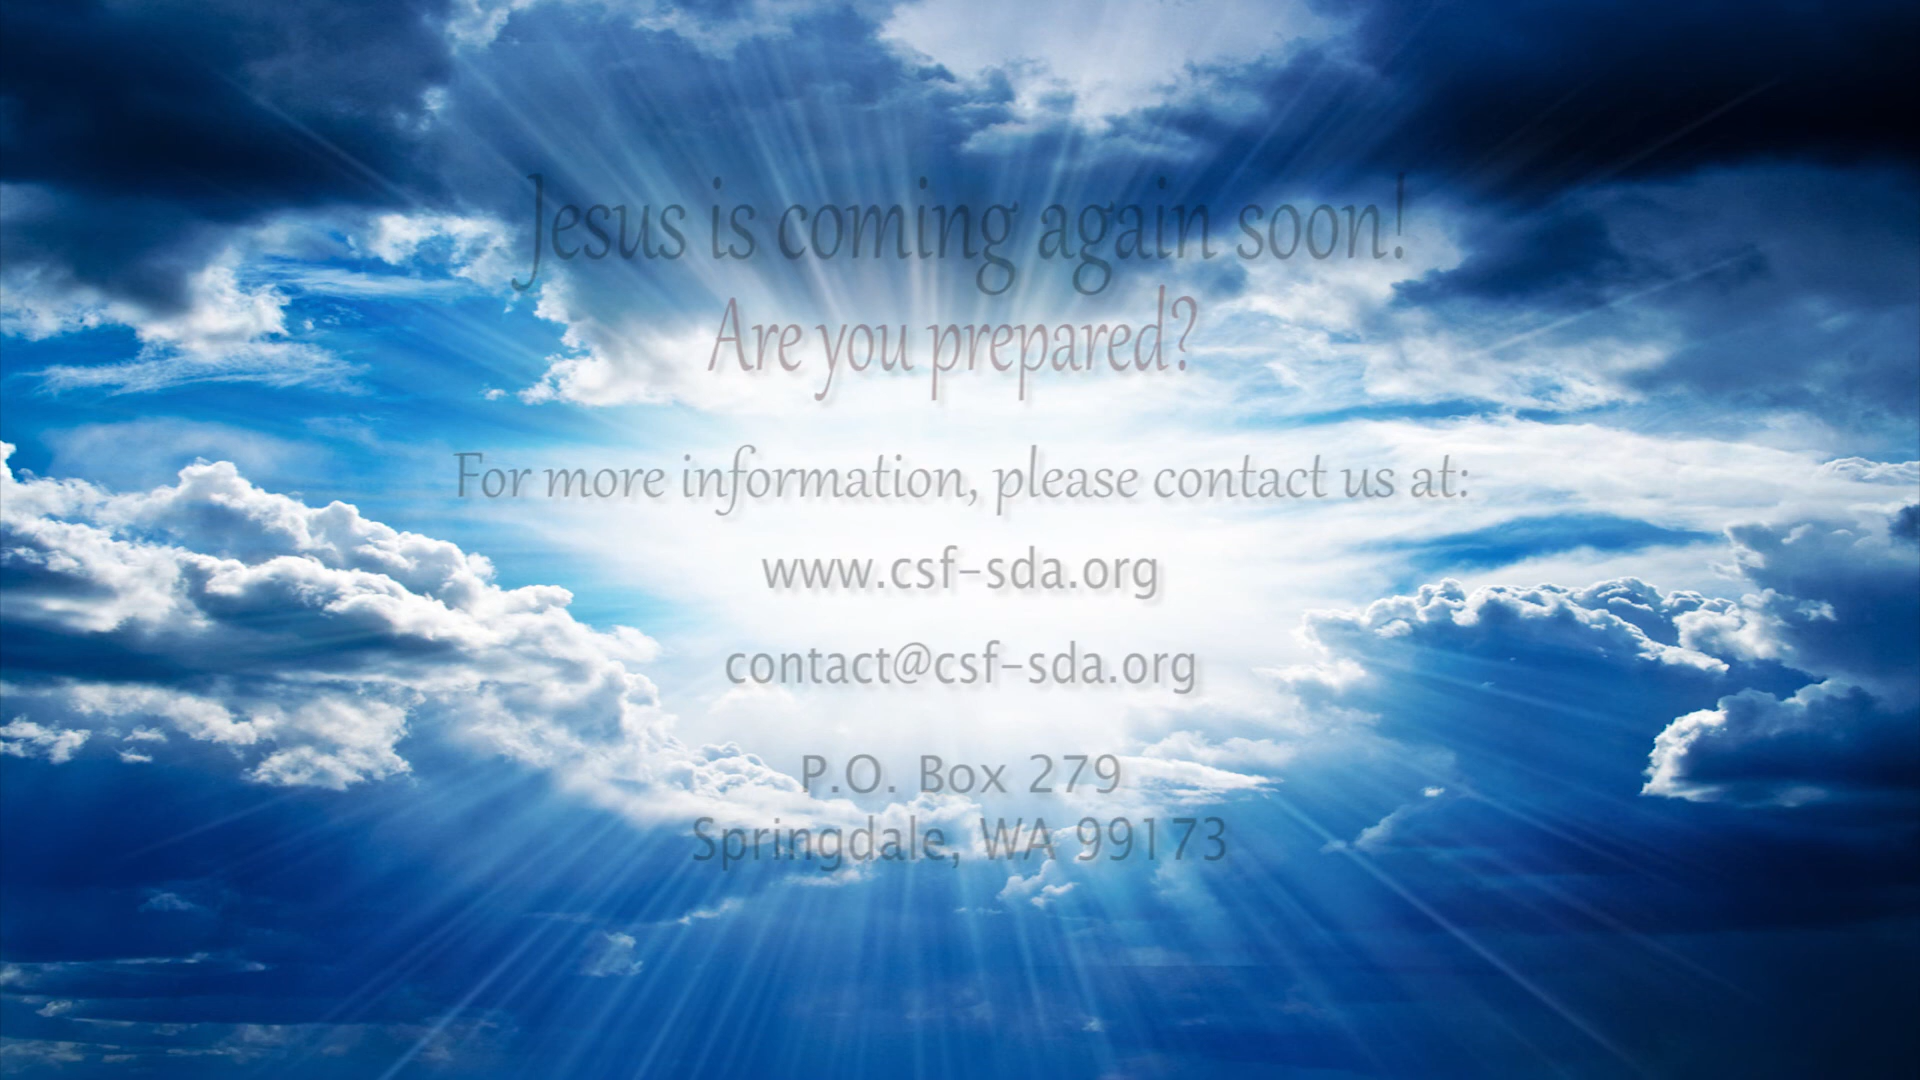 Jesus is coming again soon!
Are you prepared?
For more information, please contact us at:
www.csf-sda.org
contact@csf-sda.org
P.O. Box 279
Springdale, WA 99173